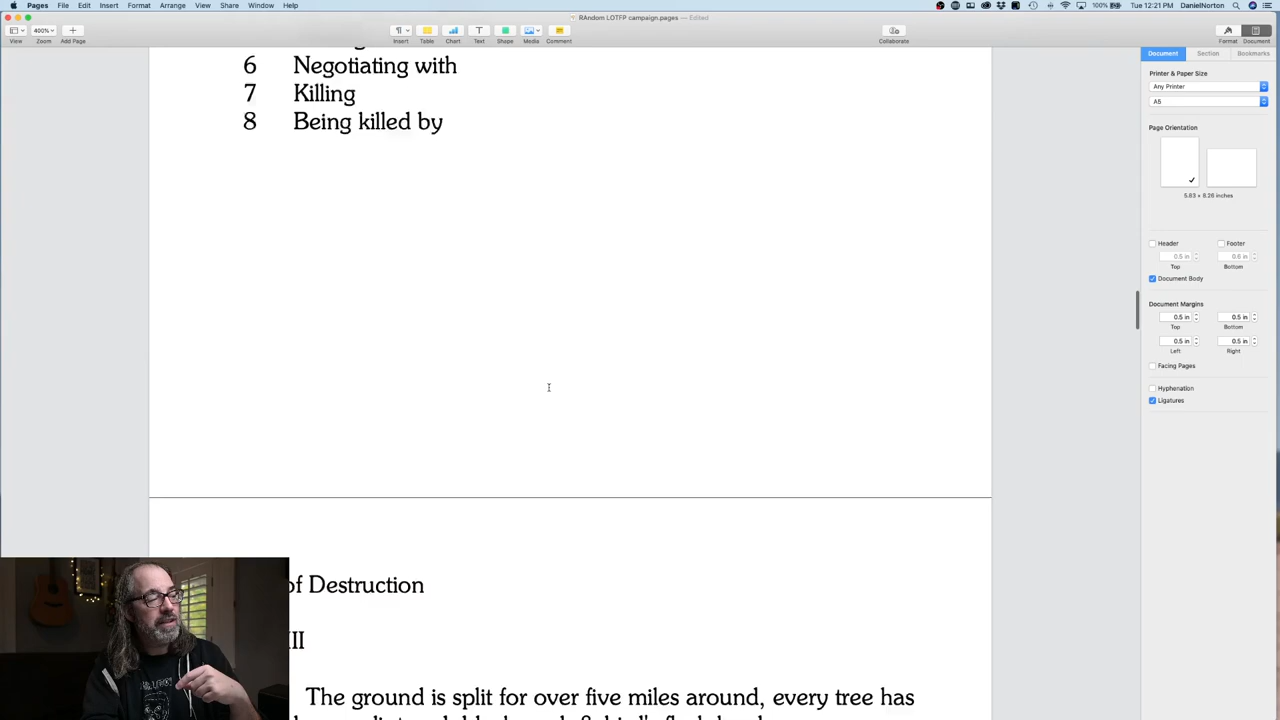 Pages File Edit Insert Format Arrange View Share Window Help
100% Tue 12:21 PM DanielNorton
RAndom LOTFP campaign.pages — Edited
400%
View Zoom Add Page Insert Table Chart Text Shape Media Comment Collaborate Format Document
Document Section Bookmarks
Printer & Paper Size
Any Printer
A5
Page Orientation
5.83 × 8.26 inches
Header Footer
0.5 in 0.6 in
Top Bottom
Document Body
Document Margins
0.5 in 0.5 in
Top Bottom
0.5 in 0.5 in
Left Right
Facing Pages
Hyphenation
Ligatures
6 Negotiating with
7 Killing
8 Being killed by
of Destruction
III
The ground is split for over five miles around, every tree has